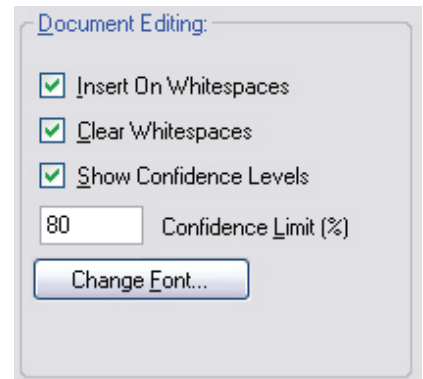 Document Editing:
Insert On Whitespaces
Clear Whitespaces
Show Confidence Levels
80 Confidence Limit (%)
Change Font...